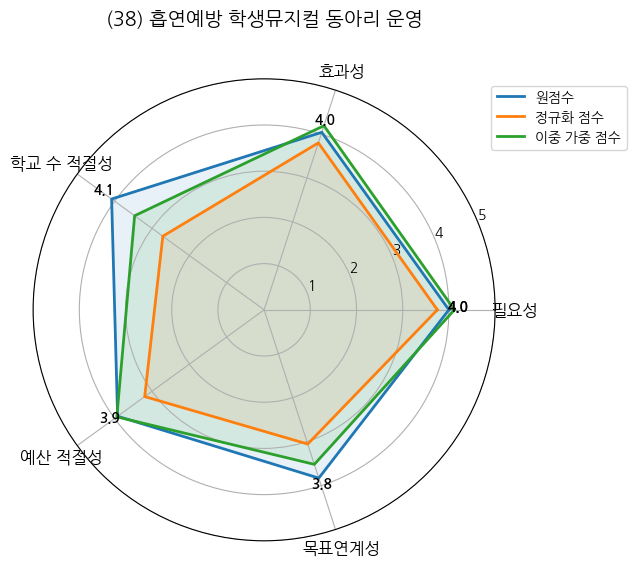 (38) 흡연예방 학생뮤지컬 동아리 운영
효과성
원점수
정규화 점수
이중 가중 점수
4.0
학교 수 적절성
4.1
5
4
3
2
1
4.0
필요성
3.9
예산 적절성
3.8
목표연계성